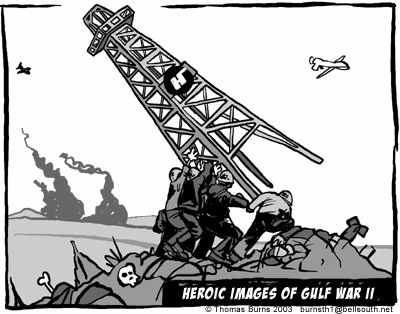 HEROIC IMAGES OF GULF WAR II
© Thomas Burns 2003 burnsth1@bellsouth.net